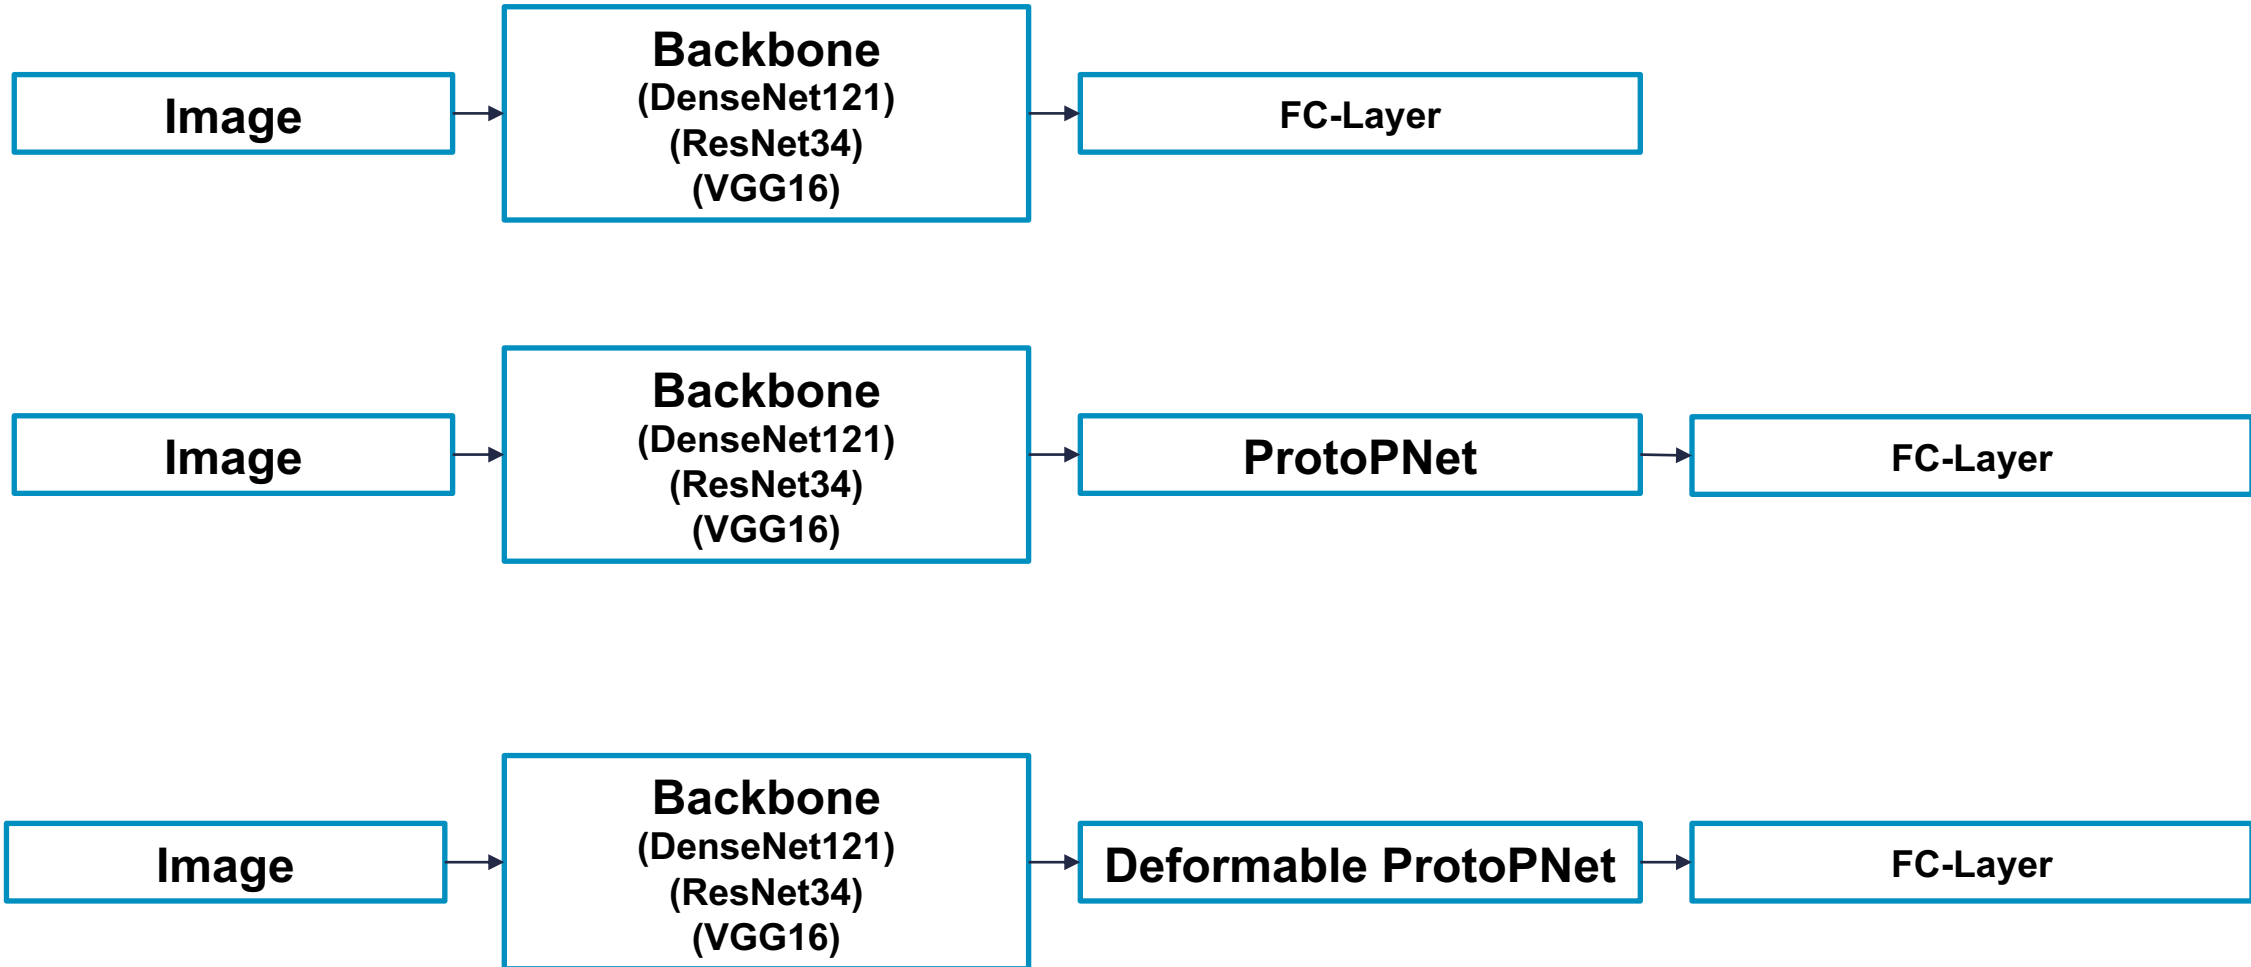 Image
Backbone
(DenseNet121)
(ResNet34)
(VGG16)
FC-Layer
Image
Backbone
(DenseNet121)
(ResNet34)
(VGG16)
ProtoPNet
FC-Layer
Image
Backbone
(DenseNet121)
(ResNet34)
(VGG16)
Deformable ProtoPNet
FC-Layer